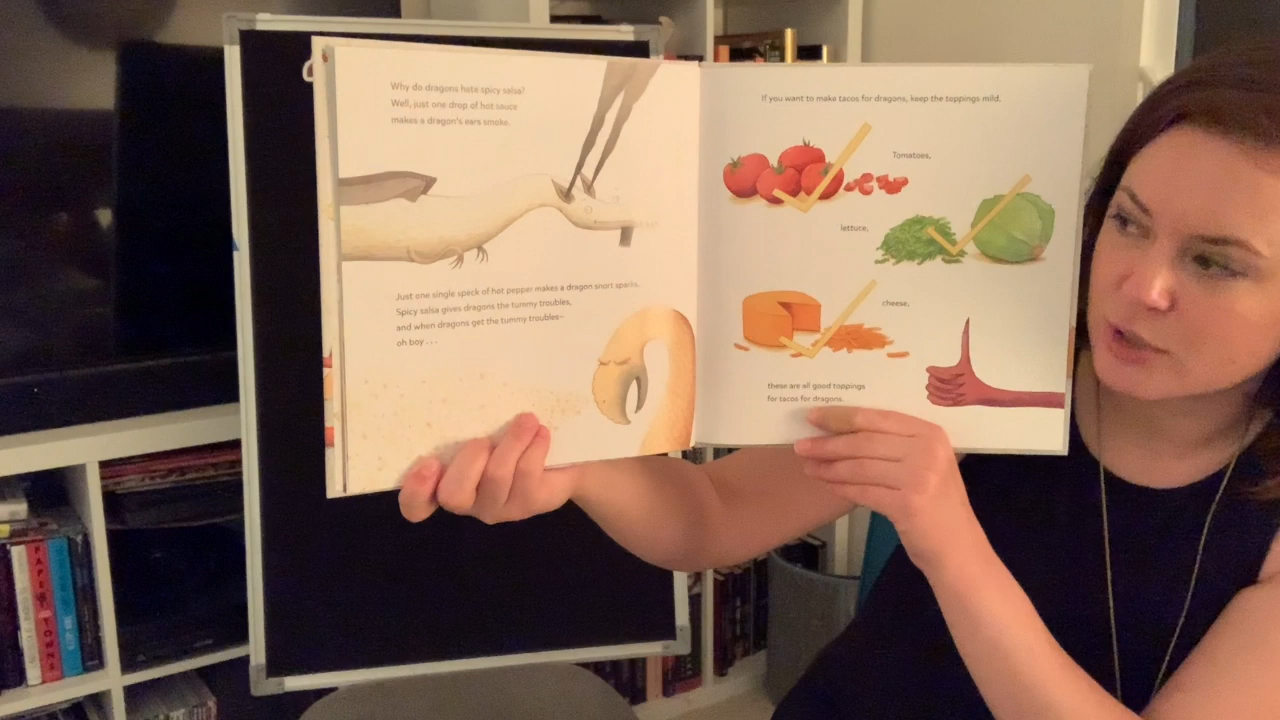 Why do dragons hate spicy salsa?
Well, just one drop of hot sauce
makes a dragon's ears smoke.
Just one single speck of hot pepper makes a dragon snort sparks.
Spicy salsa gives dragons the tummy troubles,
and when dragons get the tummy troubles—
oh boy . . .
If you want to make tacos for dragons, keep the toppings mild.
Tomatoes,
lettuce,
cheese,
these are all good toppings
for tacos for dragons.
PAPER TOWNS